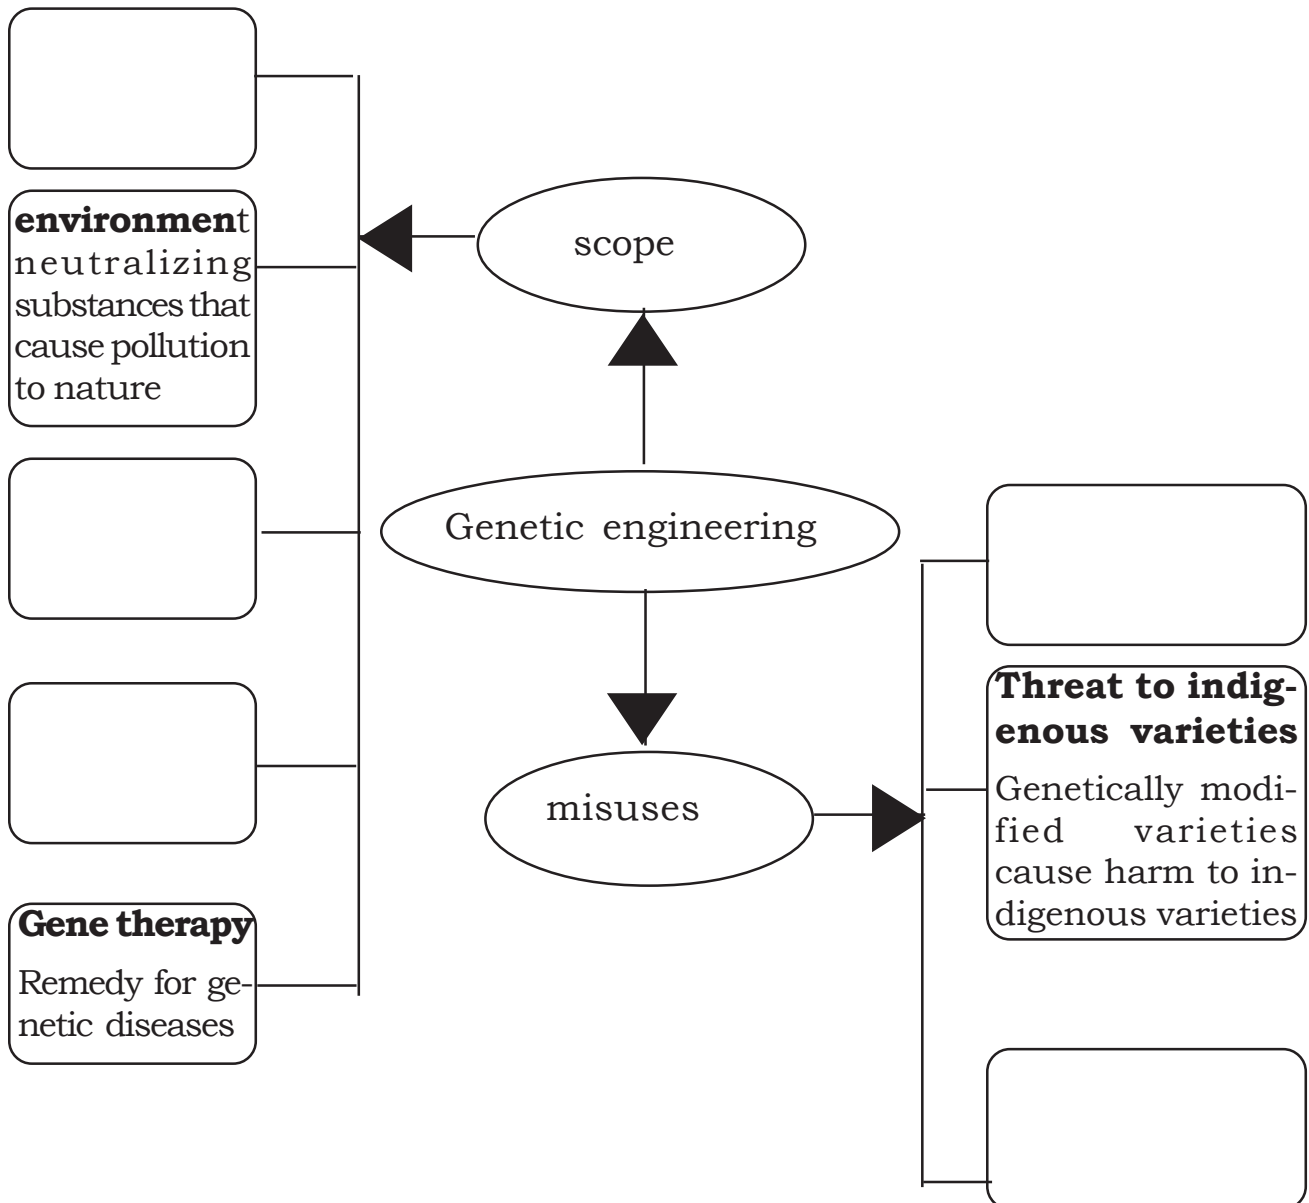 environment
neutralizing
substances that
cause pollution
to nature
scope
Genetic engineering
misuses
Gene therapy
Remedy for ge-
netic diseases
Threat to indig-
enous varieties
Genetically modi-
fied varieties
cause harm to in-
digenous varieties